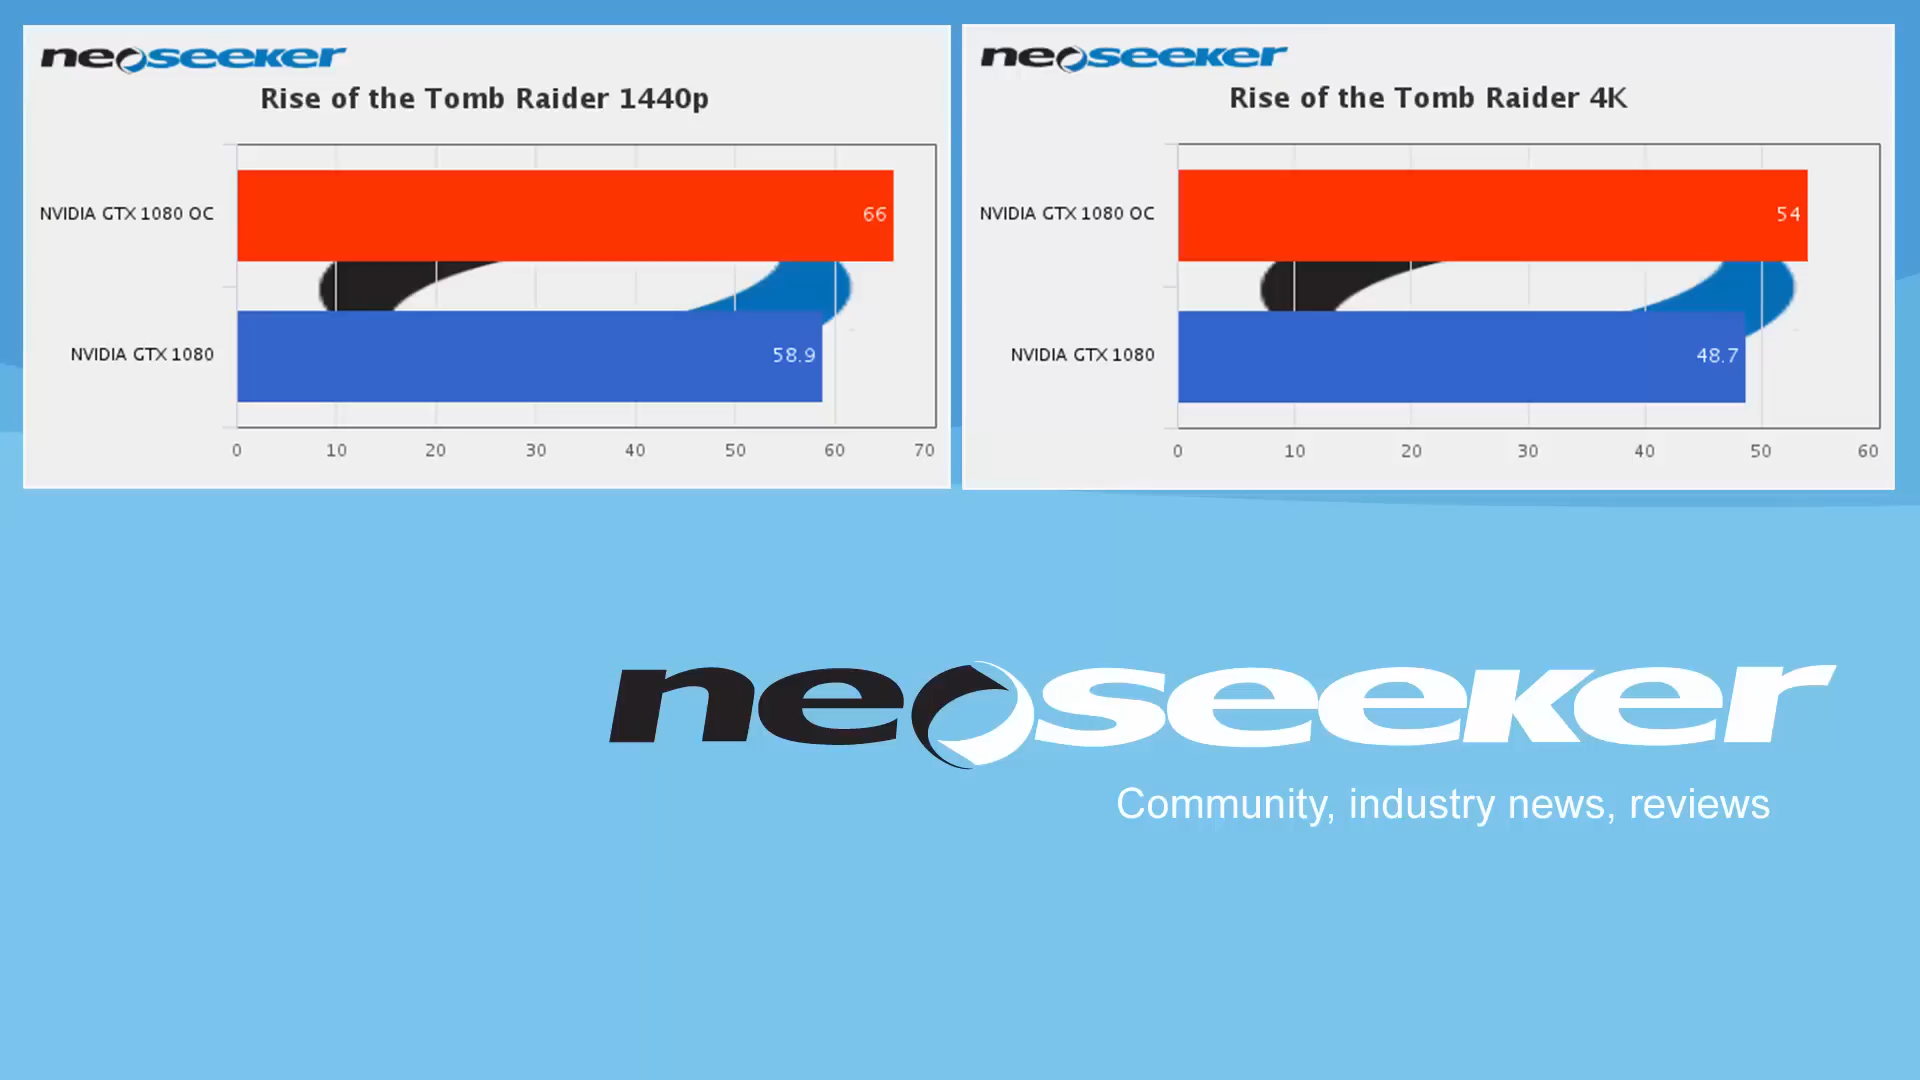 neoseeker
Rise of the Tomb Raider 1440p
NVIDIA GTX 1080 OC
66
NVIDIA GTX 1080
58.9
0 10 20 30 40 50 60 70
neoseeker
Rise of the Tomb Raider 4K
NVIDIA GTX 1080 OC
54
NVIDIA GTX 1080
48.7
0 10 20 30 40 50 60
neoseeker
Community, industry news, reviews